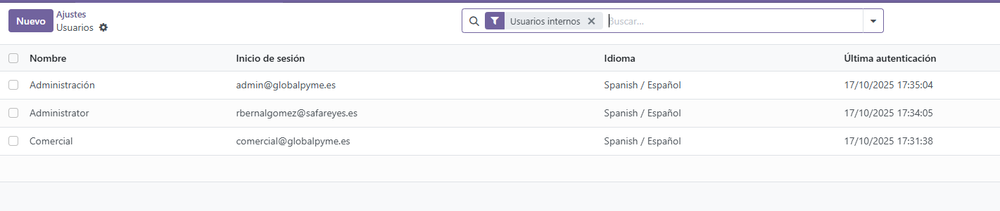 Nuevo
Ajustes
Usuarios
Usuarios internos
Buscar...
Nombre Inicio de sesión Idioma Última autenticación
Administración admin@globalpyme.es Spanish / Español 17/10/2025 17:35:04
Administrator rbernalgomez@safareyes.es Spanish / Español 17/10/2025 17:34:05
Comercial comercial@globalpyme.es Spanish / Español 17/10/2025 17:31:38